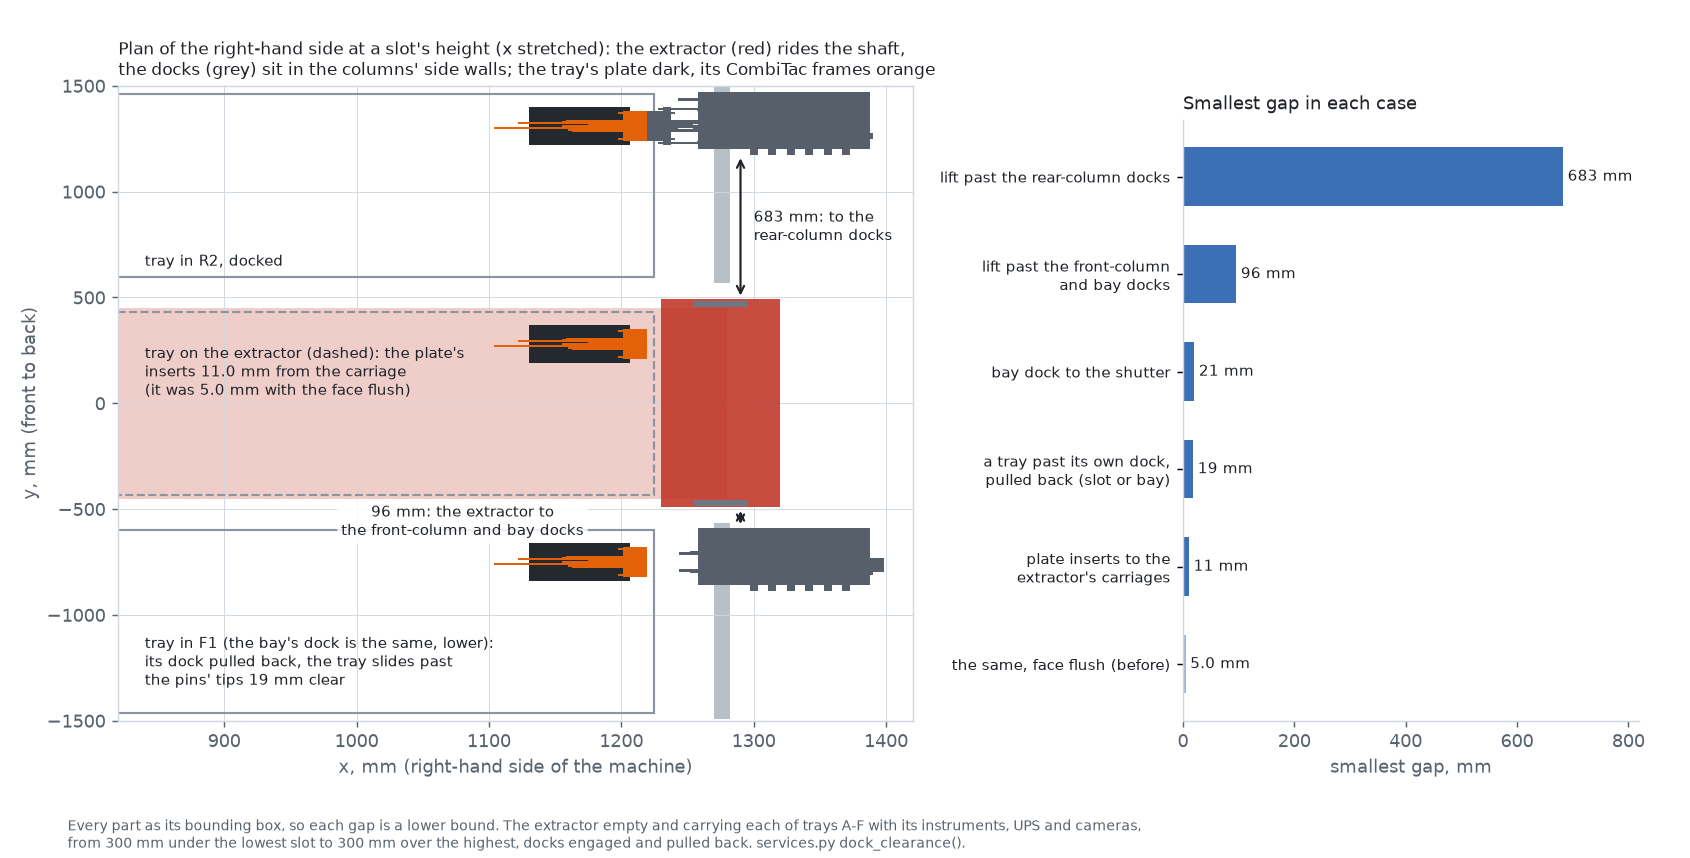 Plan of the right-hand side at a slot's height (x stretched): the extractor (red) rides the shaft,
the docks (grey) sit in the columns' side walls; the tray's plate dark, its CombiTac frames orange
1500
1000
500
0
−500
−1000
−1500
y, mm (front to back)
683 mm: to the
rear-column docks
tray in R2, docked
tray on the extractor (dashed): the plate's
inserts 11.0 mm from the carriage
(it was 5.0 mm with the face flush)
96 mm: the extractor to
the front-column and bay docks
tray in F1 (the bay's dock is the same, lower):
its dock pulled back, the tray slides past
the pins' tips 19 mm clear
900
1000
1100
1200
1300
1400
x, mm (right-hand side of the machine)
Smallest gap in each case
lift past the rear-column docks
683 mm
lift past the front-column
and bay docks
96 mm
bay dock to the shutter
21 mm
a tray past its own dock,
pulled back (slot or bay)
19 mm
plate inserts to the
extractor's carriages
11 mm
the same, face flush (before)
5.0 mm
0
200
400
600
800
smallest gap, mm
Every part as its bounding box, so each gap is a lower bound. The extractor empty and carrying each of trays A-F with its instruments, UPS and cameras,
from 300 mm under the lowest slot to 300 mm over the highest, docks engaged and pulled back. services.py dock_clearance().